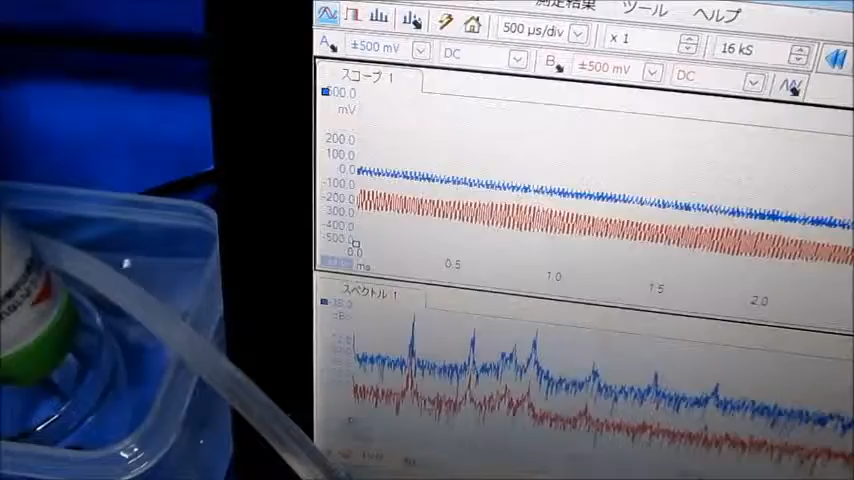 測定結果 ツール ヘルプ
500 µs/div x 1 16 kS
A ±500 mV DC B ±500 mV DC
スコープ 1
500.0
mV
200.0
100.0
0.0
-100.0
-200.0
-300.0
-400.0
-500.0
0.0 0.5 1.0 1.5 2.0
ms
スペクトル 1